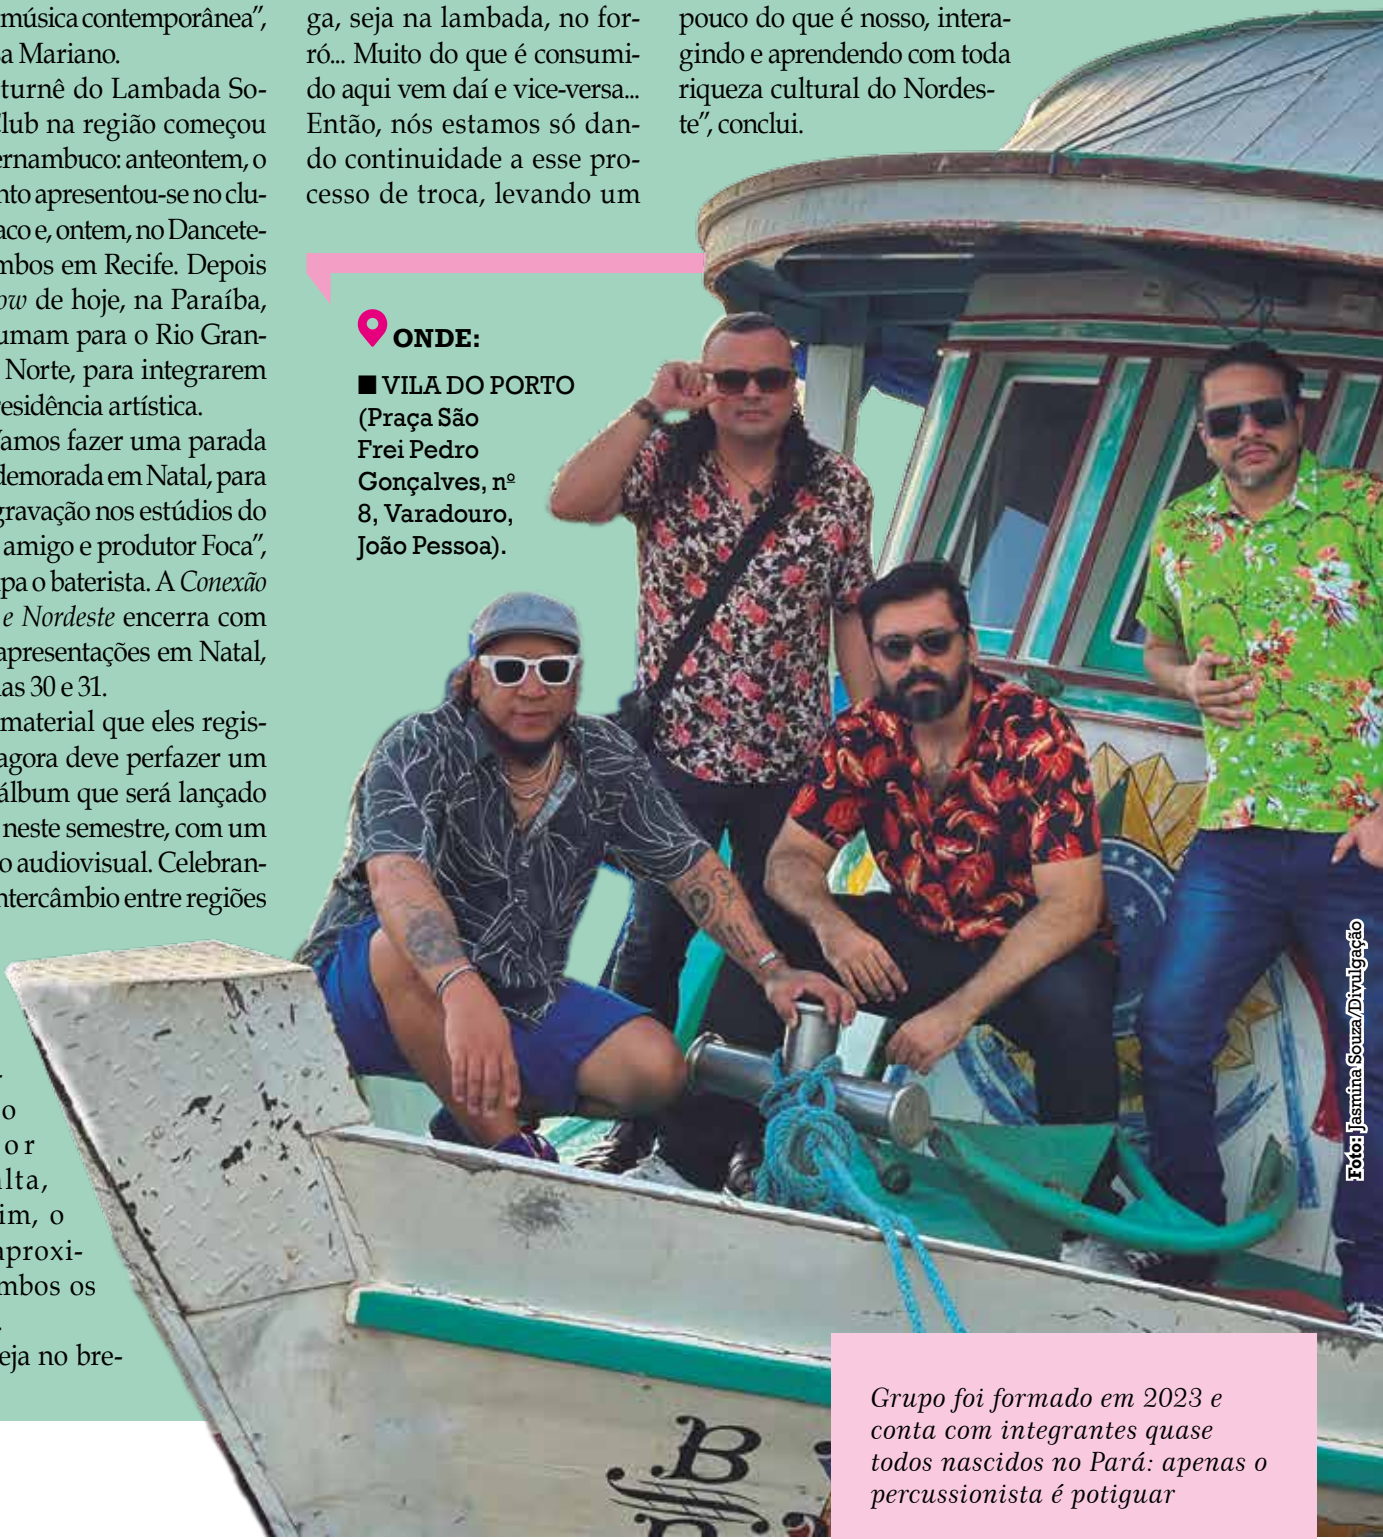 música contemporânea”,
a Mariano.
turnê do Lambada So-
Club na região começou
ernambuco: anteontem, o
nto apresentou-se no clu-
aco e, ontem, no Dancete-
mbos em Recife. Depois
ow de hoje, na Paraíba,
umam para o Rio Gran-
Norte, para integrarem
residência artística.
Vamos fazer uma parada
demorada em Natal, para
gravação nos estúdios do
amigo e produtor Foca”,
pa o baterista. A Conexão
e Nordeste encerra com
apresentações em Natal,
as 30 e 31.
material que eles regis-
agora deve perfazer um
álbum que será lançado
neste semestre, com um
o audiovisual. Celebran-
ntercâmbio entre regiões
o
or
lta,
im, o
aproxi-
mbos os
eja no bre-
ga, seja na lambada, no for-
ró... Muito do que é consumi-
do aqui vem daí e vice-versa...
Então, nós estamos só dan-
do continuidade a esse pro-
cesso de troca, levando um
pouco do que é nosso, intera-
gindo e aprendendo com toda
riqueza cultural do Nordes-
te”, conclui.
ONDE:
■ VILA DO PORTO
(Praça São
Frei Pedro
Gonçalves, nº
8, Varadouro,
João Pessoa).
Foto: Jasmina Souza/Divulgação
Grupo foi formado em 2023 e
conta com integrantes quase
todos nascidos no Pará: apenas o
percussionista é potiguar
B